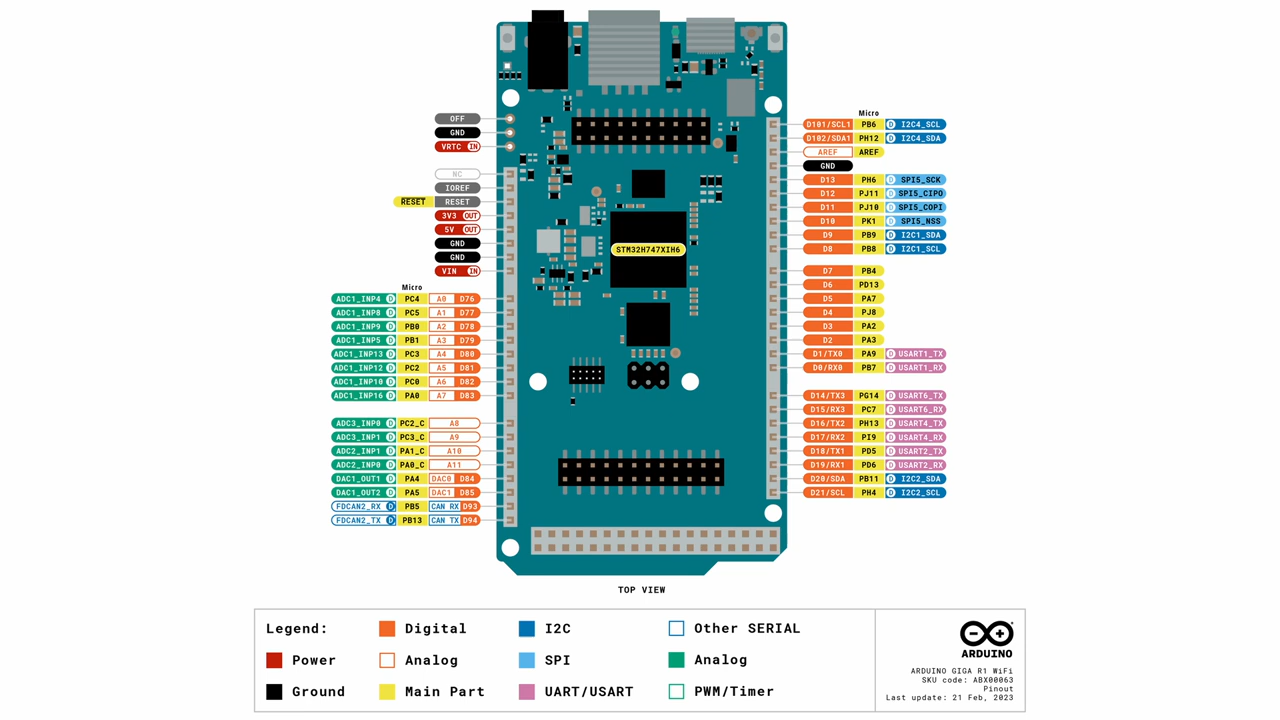 OFF
GND
VRTC IN
NC
IOREF
RESET RESET
3V3 OUT
5V OUT
GND
GND
VIN IN
Micro
ADC1_INP4 D PC4 A0 D76
ADC1_INP8 D PC5 A1 D77
ADC1_INP9 D PB0 A2 D78
ADC1_INP5 D PB1 A3 D79
ADC1_INP13 D PC3 A4 D80
ADC1_INP12 D PC2 A5 D81
ADC1_INP10 D PC0 A6 D82
ADC1_INP16 D PA0 A7 D83
ADC3_INP0 D PC2_C A8
ADC3_INP1 D PC3_C A9
ADC2_INP1 D PA1_C A10
ADC2_INP0 D PA0_C A11
DAC1_OUT1 D PA4 DAC0 D84
DAC1_OUT2 D PA5 DAC1 D85
FDCAN2_RX D PB5 CAN RX D93
FDCAN2_TX D PB13 CAN TX D94
STM32H747XIH6
Micro
D101/SCL1 PB6 D I2C4_SCL
D102/SDA1 PH12 D I2C4_SDA
AREF AREF
GND
D13 PH6 D SPI5_SCK
D12 PJ11 D SPI5_CIPO
D11 PJ10 D SPI5_COPI
D10 PK1 D SPI5_NSS
D9 PB9 D I2C1_SDA
D8 PB8 D I2C1_SCL
D7 PB4
D6 PD13
D5 PA7
D4 PJ8
D3 PA2
D2 PA3
D1/TX0 PA9 D USART1_TX
D0/RX0 PB7 D USART1_RX
D14/TX3 PG14 D USART6_TX
D15/RX3 PC7 D USART6_RX
D16/TX2 PH13 D USART4_TX
D17/RX2 PI9 D USART4_RX
D18/TX1 PD5 D USART2_TX
D19/RX1 PD6 D USART2_RX
D20/SDA PB11 D I2C2_SDA
D21/SCL PH4 D I2C2_SCL
TOP VIEW
Legend:
Power
Ground
Digital
Analog
Main Part
I2C
SPI
UART/USART
Other SERIAL
Analog
PWM/Timer
ARDUINO
ARDUINO GIGA R1 WiFi
SKU code: ABX00063
Pinout
Last update: 21 Feb, 2023